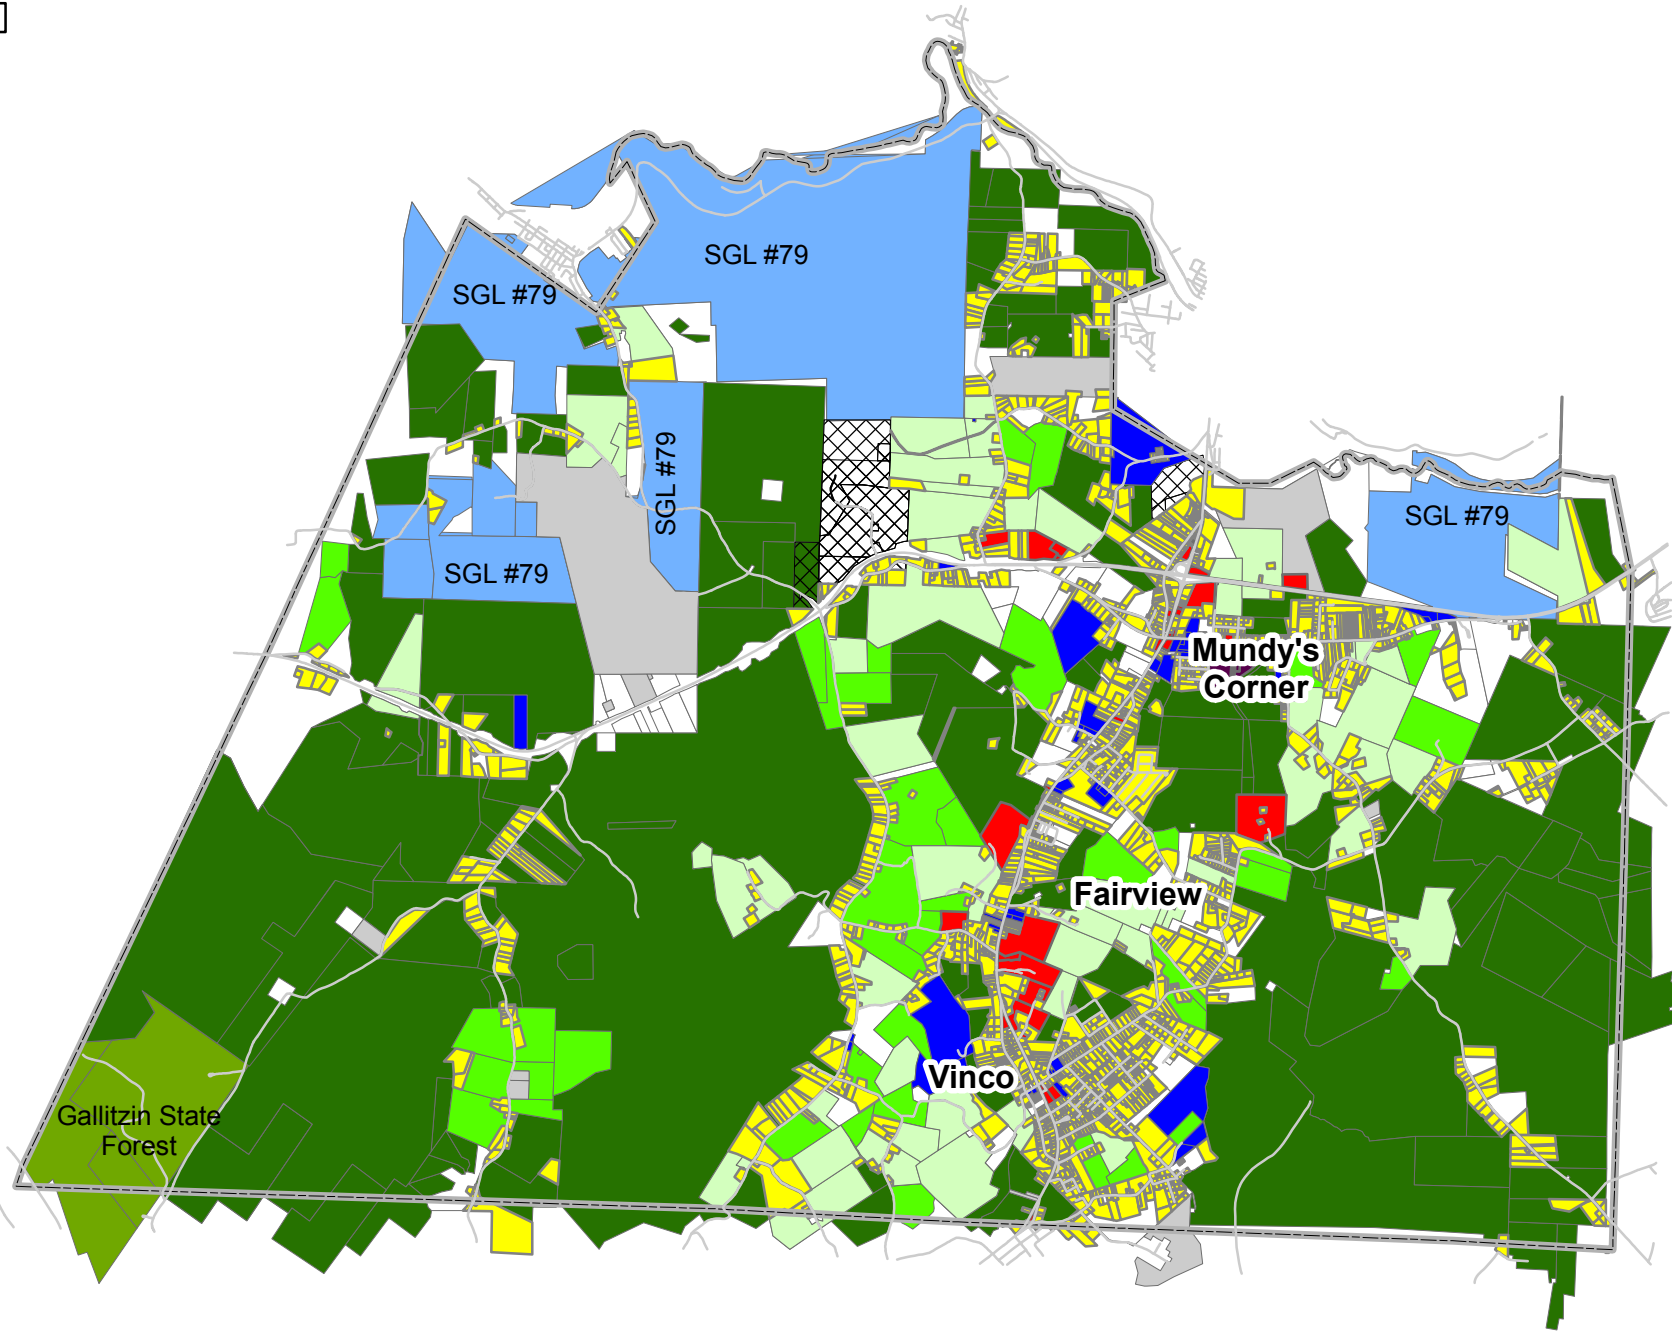 SGL #79
SGL #79
SGL #79
SGL #79
SGL #79
Mundy's
Corner
Fairview
Vinco
Gallitzin State
Forest